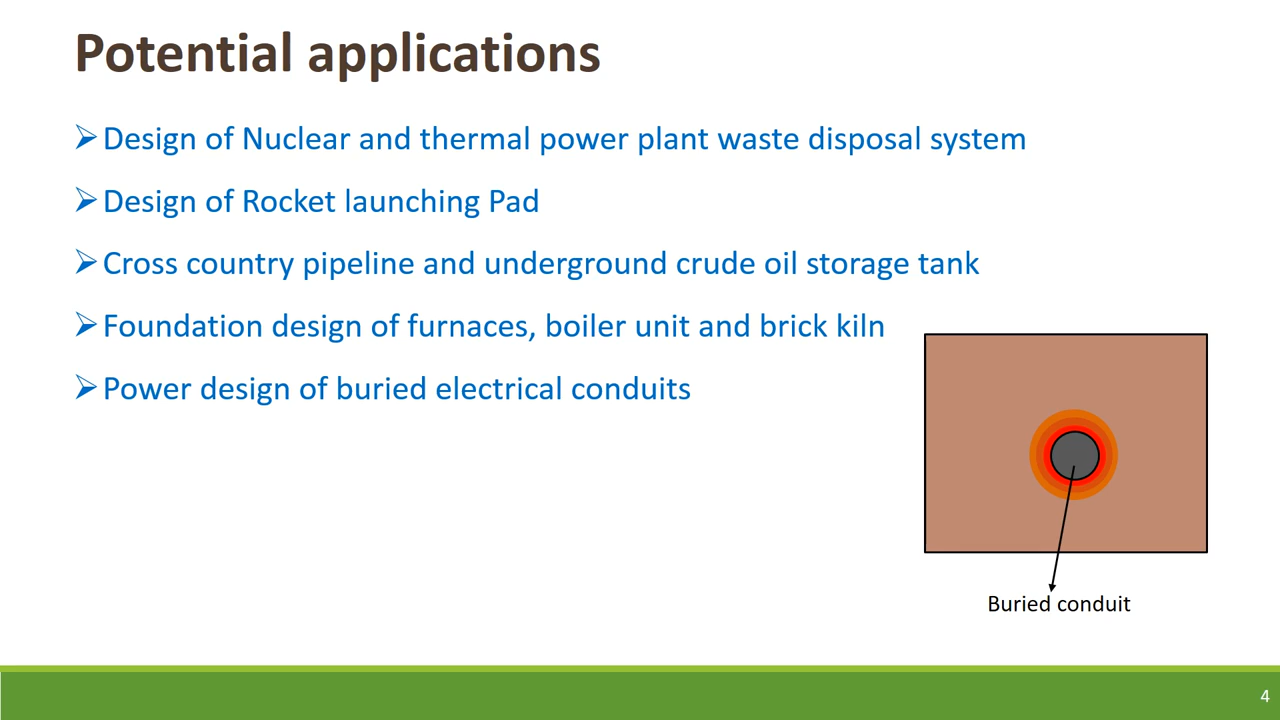 Potential applications
➢Design of Nuclear and thermal power plant waste disposal system
➢Design of Rocket launching Pad
➢Cross country pipeline and underground crude oil storage tank
➢Foundation design of furnaces, boiler unit and brick kiln
➢Power design of buried electrical conduits
Buried conduit
4